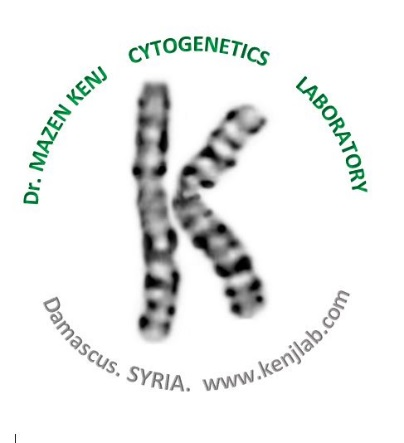 Dr. MAZEN KENJ CYTOGENETICS LABORATORY
Damascus. SYRIA. www.kenjlab.com